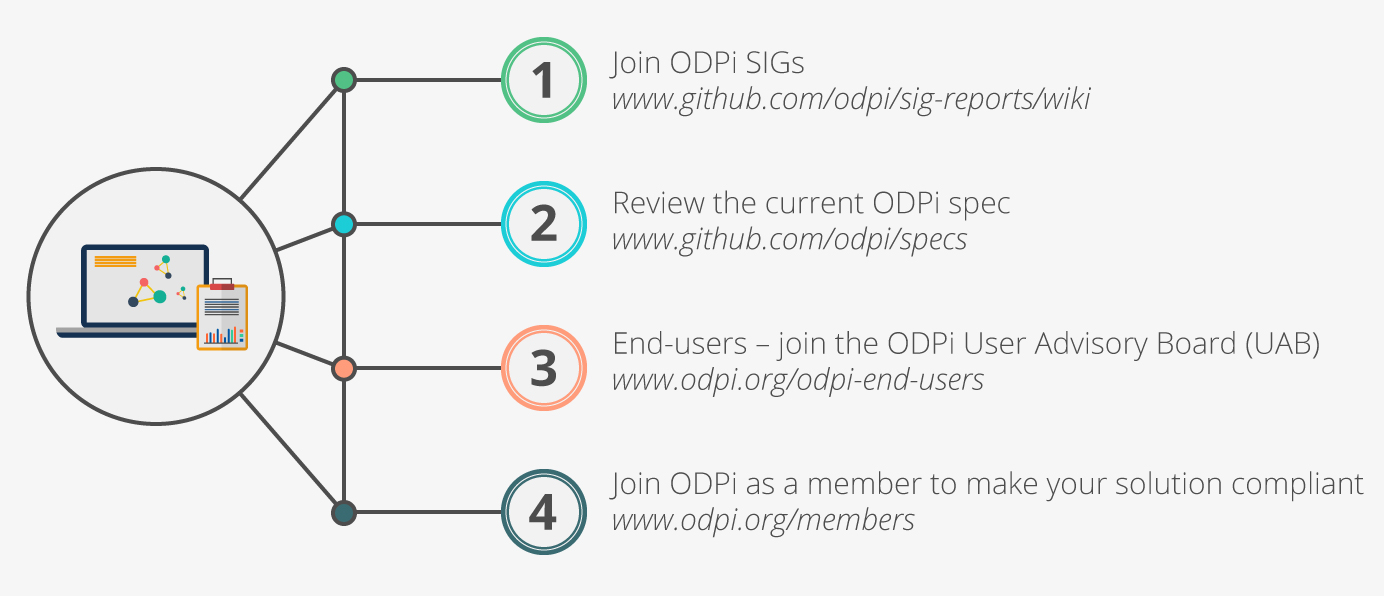 1
Join ODPi SIGs
www.github.com/odpi/sig-reports/wiki
2
Review the current ODPi spec
www.github.com/odpi/specs
3
End-users – join the ODPi User Advisory Board (UAB)
www.odpi.org/odpi-end-users
4
Join ODPi as a member to make your solution compliant
www.odpi.org/members